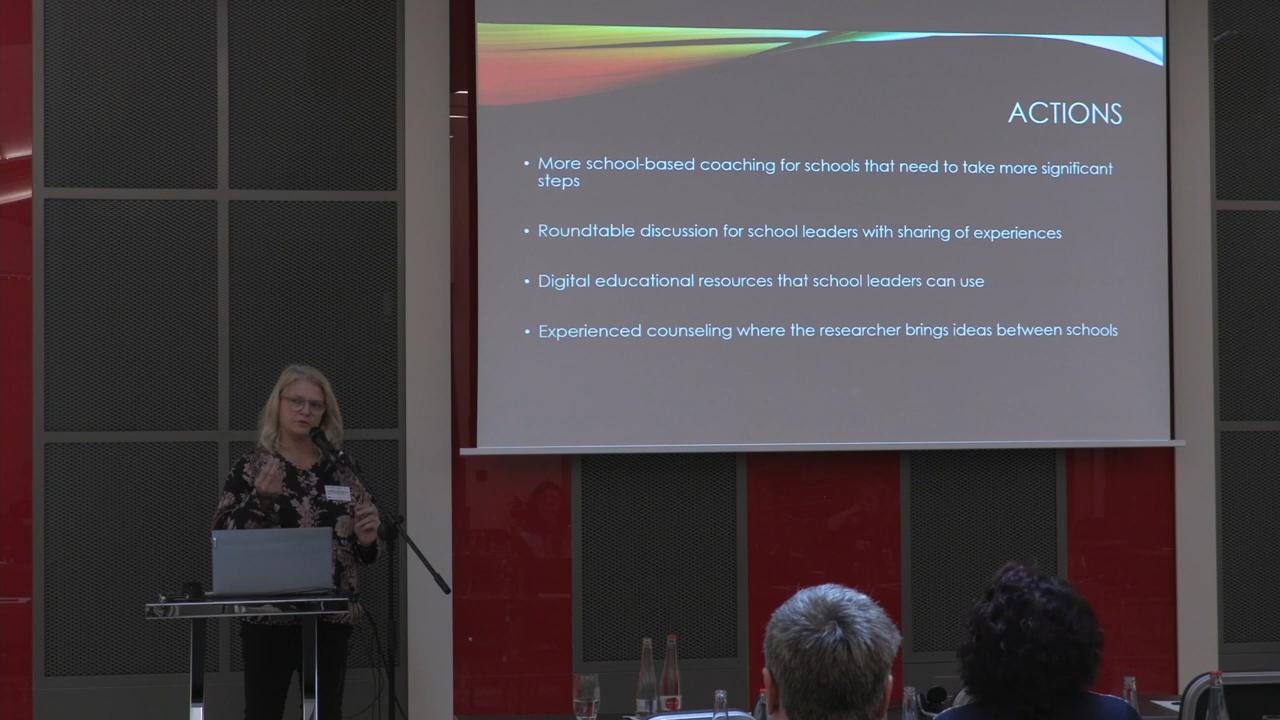 ACTIONS
• More school-based coaching for schools that need to take more significant
steps
• Roundtable discussion for school leaders with sharing of experiences
• Digital educational resources that school leaders can use
• Experienced counseling where the researcher brings ideas between schools